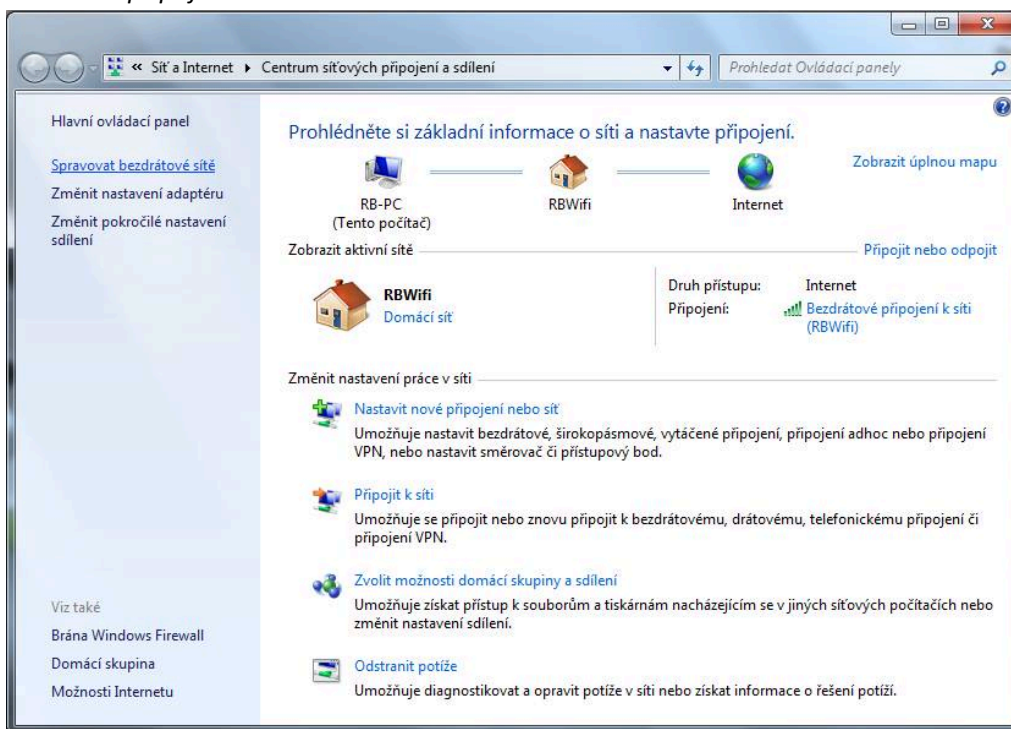 « Síť a Internet ▸ Centrum síťových připojení a sdílení
Prohledat Ovládací panely
Hlavní ovládací panel
Spravovat bezdrátové sítě
Změnit nastavení adaptéru
Změnit pokročilé nastavení
sdílení
Prohlédněte si základní informace o síti a nastavte připojení.
Zobrazit úplnou mapu
RB-PC
(Tento počítač)
RBWifi
Internet
Zobrazit aktivní sítě
Připojit nebo odpojit
RBWifi
Domácí síť
Druh přístupu: Internet
Připojení: Bezdrátové připojení k síti
(RBWifi)
Změnit nastavení práce v síti
Nastavit nové připojení nebo síť
Umožňuje nastavit bezdrátové, širokopásmové, vytáčené připojení, připojení adhoc nebo připojení
VPN, nebo nastavit směrovač či přístupový bod.
Připojit k síti
Umožňuje se připojit nebo znovu připojit k bezdrátovému, drátovému, telefonickému připojení či
připojení VPN.
Zvolit možnosti domácí skupiny a sdílení
Umožňuje získat přístup k souborům a tiskárnám nacházejícím se v jiných síťových počítačích nebo
změnit nastavení sdílení.
Odstranit potíže
Umožňuje diagnostikovat a opravit potíže v síti nebo získat informace o řešení potíží.
Viz také
Brána Windows Firewall
Domácí skupina
Možnosti Internetu